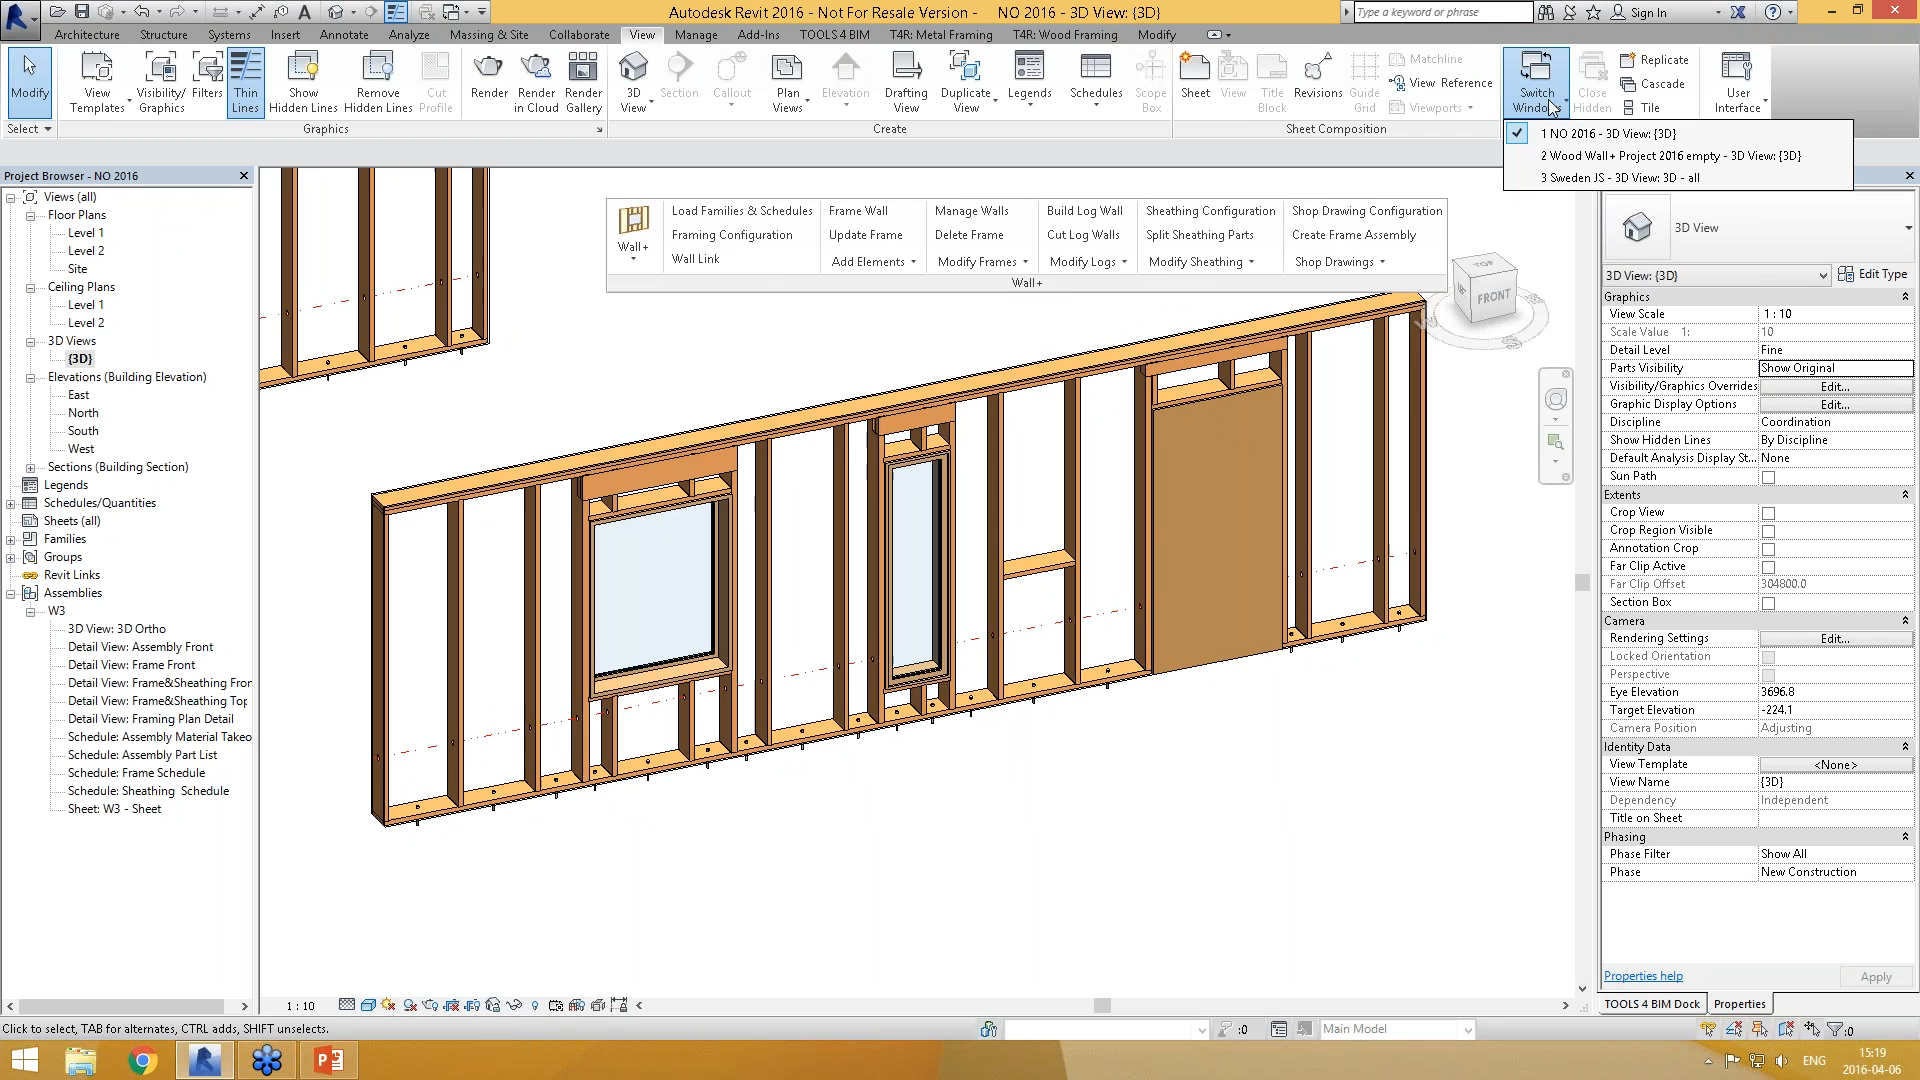 Autodesk Revit 2016 - Not For Resale Version -    NO 2016 - 3D View: {3D}
Type a keyword or phrase
Sign In
Architecture Structure Systems Insert Annotate Analyze Massing & Site Collaborate View Manage Add-Ins TOOLS 4 BIM T4R: Metal Framing T4R: Wood Framing Modify
Modify
View Templates
Visibility/ Graphics
Filters
Thin Lines
Show Hidden Lines
Remove Hidden Lines
Cut Profile
Render
Render in Cloud
Render Gallery
3D View
Section
Callout
Plan Views
Elevation
Drafting View
Duplicate View
Legends
Schedules
Scope Box
Sheet
View
Title Block
Revisions
Guide Grid
Matchline
View Reference
Viewports
Switch Windows
Close Hidden
Replicate
Cascade
Tile
User Interface
Select
Graphics
Create
Sheet Composition
1 NO 2016 - 3D View: {3D}
2 Wood Wall+ Project 2016 empty - 3D View: {3D}
3 Sweden JS - 3D View: 3D - all
Project Browser - NO 2016
Views (all)
Floor Plans
Level 1
Level 2
Site
Ceiling Plans
Level 1
Level 2
3D Views
{3D}
Elevations (Building Elevation)
East
North
South
West
Sections (Building Section)
Legends
Schedules/Quantities
Sheets (all)
Families
Groups
Revit Links
Assemblies
W3
3D View: 3D Ortho
Detail View: Assembly Front
Detail View: Frame Front
Detail View: Frame&Sheathing Fron
Detail View: Frame&Sheathing Top
Detail View: Framing Plan Detail
Schedule: Assembly Material Takeo
Schedule: Assembly Part List
Schedule: Frame Schedule
Schedule: Sheathing Schedule
Sheet: W3 - Sheet
Wall+
Load Families & Schedules
Framing Configuration
Wall Link
Frame Wall
Update Frame
Add Elements
Manage Walls
Delete Frame
Modify Frames
Build Log Wall
Cut Log Walls
Modify Logs
Sheathing Configuration
Split Sheathing Parts
Modify Sheathing
Shop Drawing Configuration
Create Frame Assembly
Shop Drawings
Wall+
TOP
FRONT
3D View
3D View: {3D}
Edit Type
Graphics
View Scale 1 : 10
Scale Value 1: 10
Detail Level Fine
Parts Visibility Show Original
Visibility/Graphics Overrides Edit...
Graphic Display Options Edit...
Discipline Coordination
Show Hidden Lines By Discipline
Default Analysis Display St... None
Sun Path
Extents
Crop View
Crop Region Visible
Annotation Crop
Far Clip Active
Far Clip Offset 304800.0
Section Box
Camera
Rendering Settings Edit...
Locked Orientation
Perspective
Eye Elevation 3696.8
Target Elevation -224.1
Camera Position Adjusting
Identity Data
View Template <None>
View Name {3D}
Dependency Independent
Title on Sheet
Phasing
Phase Filter Show All
Phase New Construction
Properties help
Apply
TOOLS 4 BIM Dock Properties
1 : 10
Click to select, TAB for alternates, CTRL adds, SHIFT unselects.
:0
Main Model
:0
ENG
15:19
2016-04-06